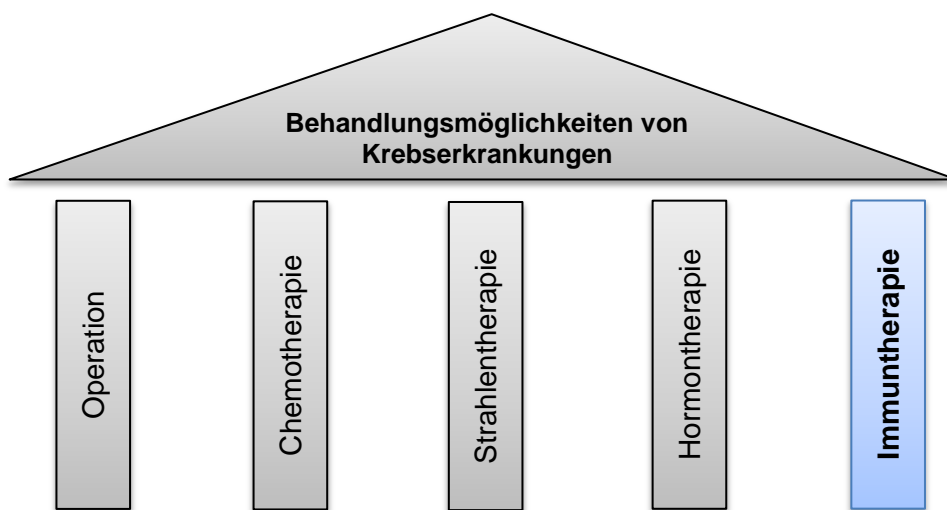 Behandlungsmöglichkeiten von
Krebserkrankungen
Operation
Chemotherapie
Strahlentherapie
Hormontherapie
Immuntherapie